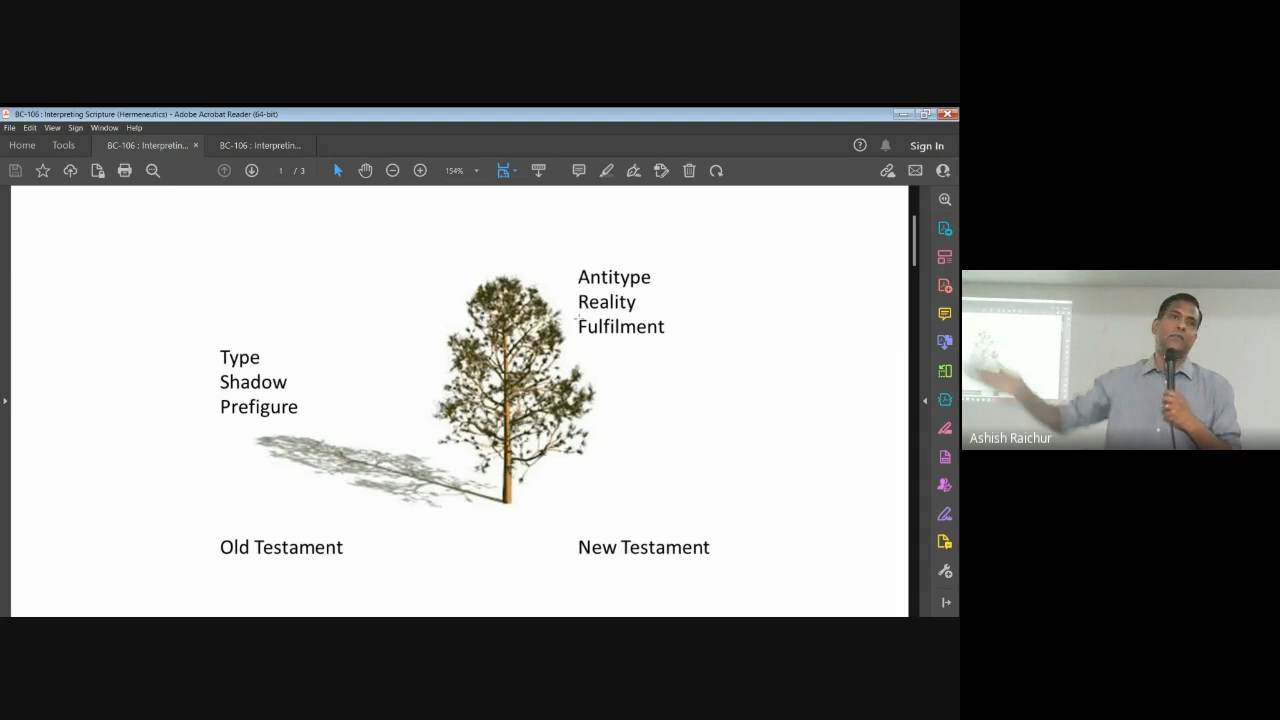 BC-106 : Interpreting Scripture (Hermeneutics) - Adobe Acrobat Reader (64-bit)
File Edit View Sign Window Help
Home Tools BC-106 : Interpretin... × BC-106 : Interpretin... Sign In
1 / 3 154%
Antitype
Reality
Fulfilment
Type
Shadow
Prefigure
Old Testament New Testament
Ashish Raichur